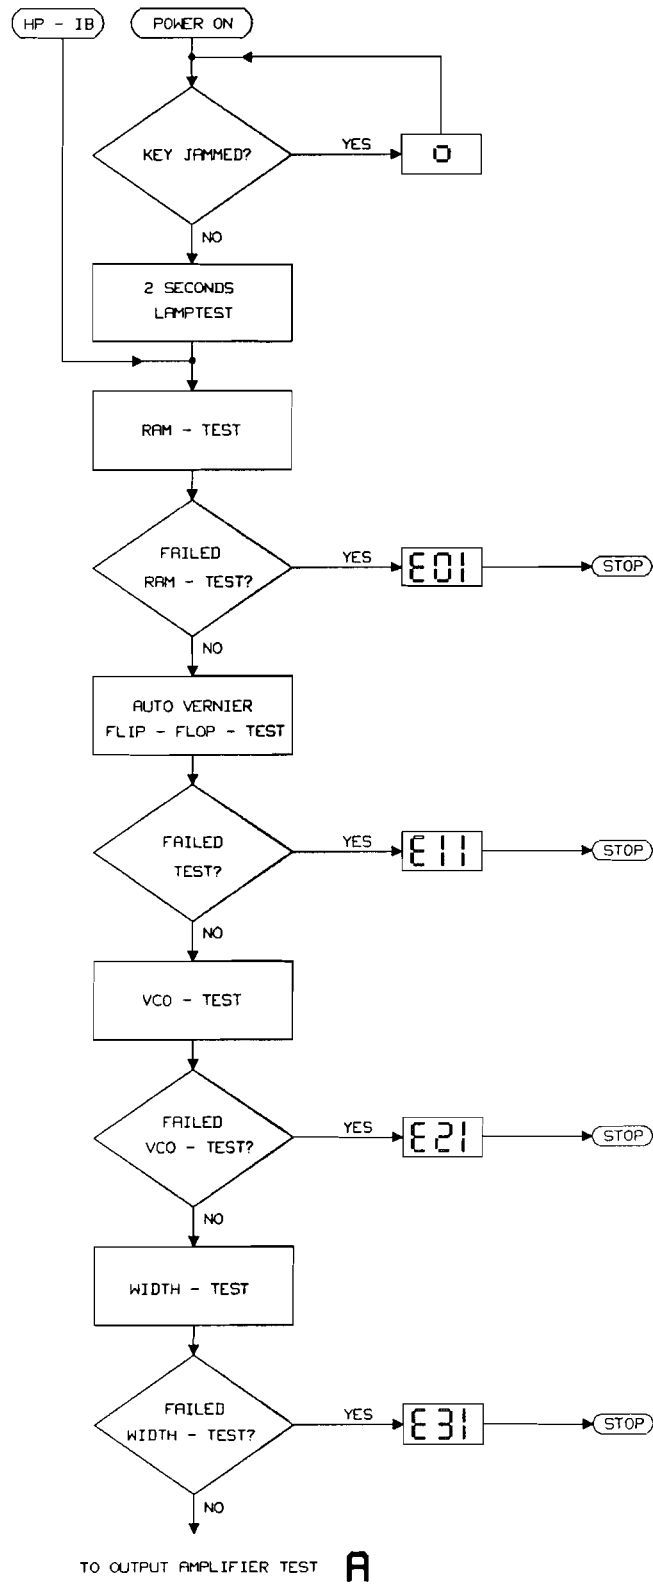 HP - IB
POWER ON
KEY JAMMED?
YES
o
NO
2 SECONDS
LAMPTEST
RAM - TEST
FAILED
RAM - TEST?
YES
E01
STOP
NO
AUTO VERNIER
FLIP - FLOP - TEST
FAILED
TEST?
YES
E11
STOP
NO
VCO - TEST
FAILED
VCO - TEST?
YES
E21
STOP
NO
WIDTH - TEST
FAILED
WIDTH - TEST?
YES
E31
STOP
NO
TO OUTPUT AMPLIFIER TEST A